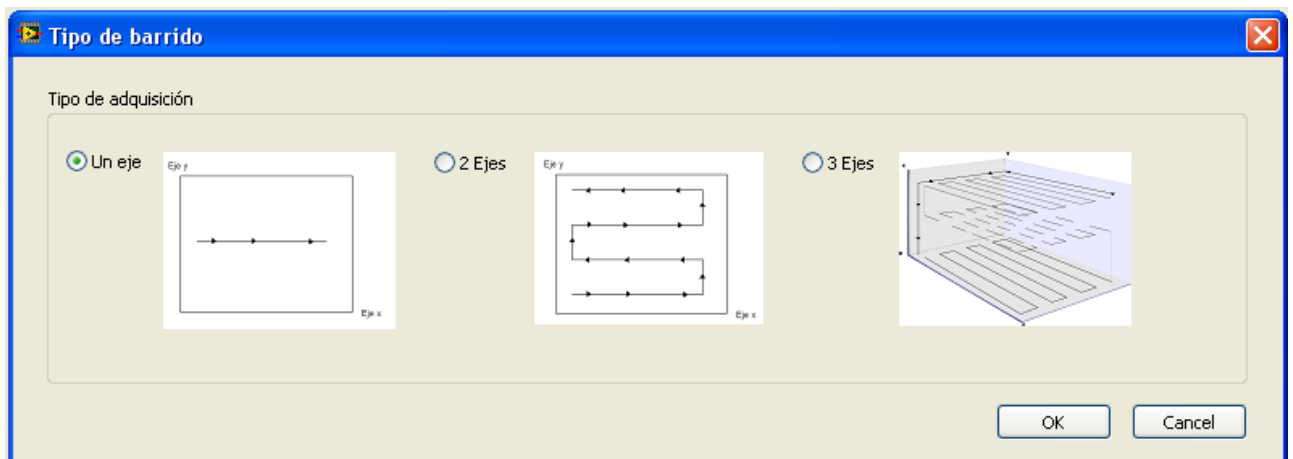 Tipo de barrido
Tipo de adquisición
Un eje
Eje y
Eje x
2 Ejes
Eje y
Eje x
3 Ejes
OK
Cancel